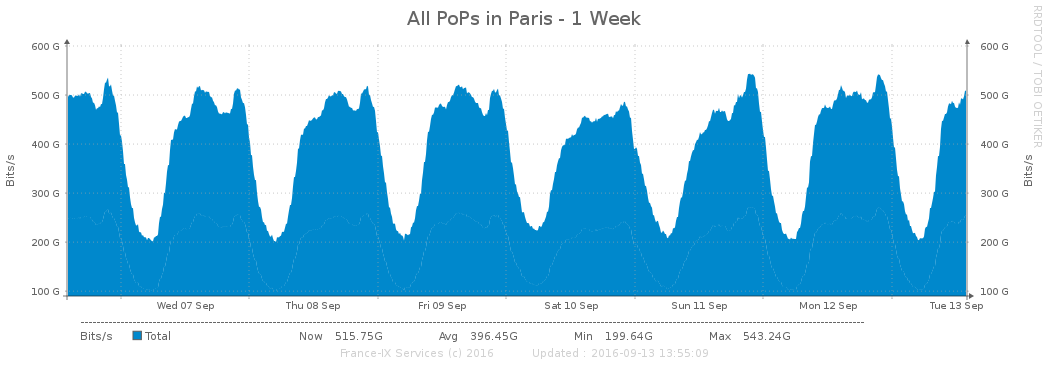 All PoPs in Paris - 1 Week
RRDTOOL / TOBI OETIKER
600 G 600 G
500 G 500 G
400 G 400 G
300 G 300 G
200 G 200 G
100 G 100 G
Bits/s
Bits/s
Wed 07 Sep Thu 08 Sep Fri 09 Sep Sat 10 Sep Sun 11 Sep Mon 12 Sep Tue 13 Sep
Bits/s Total Now 515.75G Avg 396.45G Min 199.64G Max 543.24G
France-IX Services (c) 2016 Updated : 2016-09-13 13:55:09